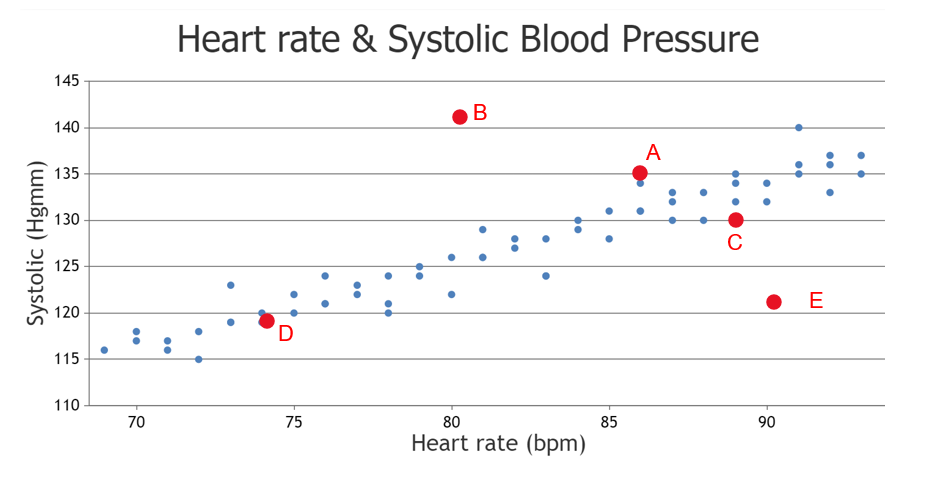 Heart rate & Systolic Blood Pressure
145
B
140
A
135
130
C
125
E
120
D
115
110
70 75 80 85 90
Systolic (Hgmm)
Heart rate (bpm)